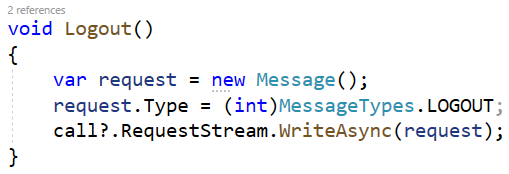 2 references
void Logout()
{
var request = new Message();
request.Type = (int)MessageTypes.LOGOUT;
call?.RequestStream.WriteAsync(request);
}